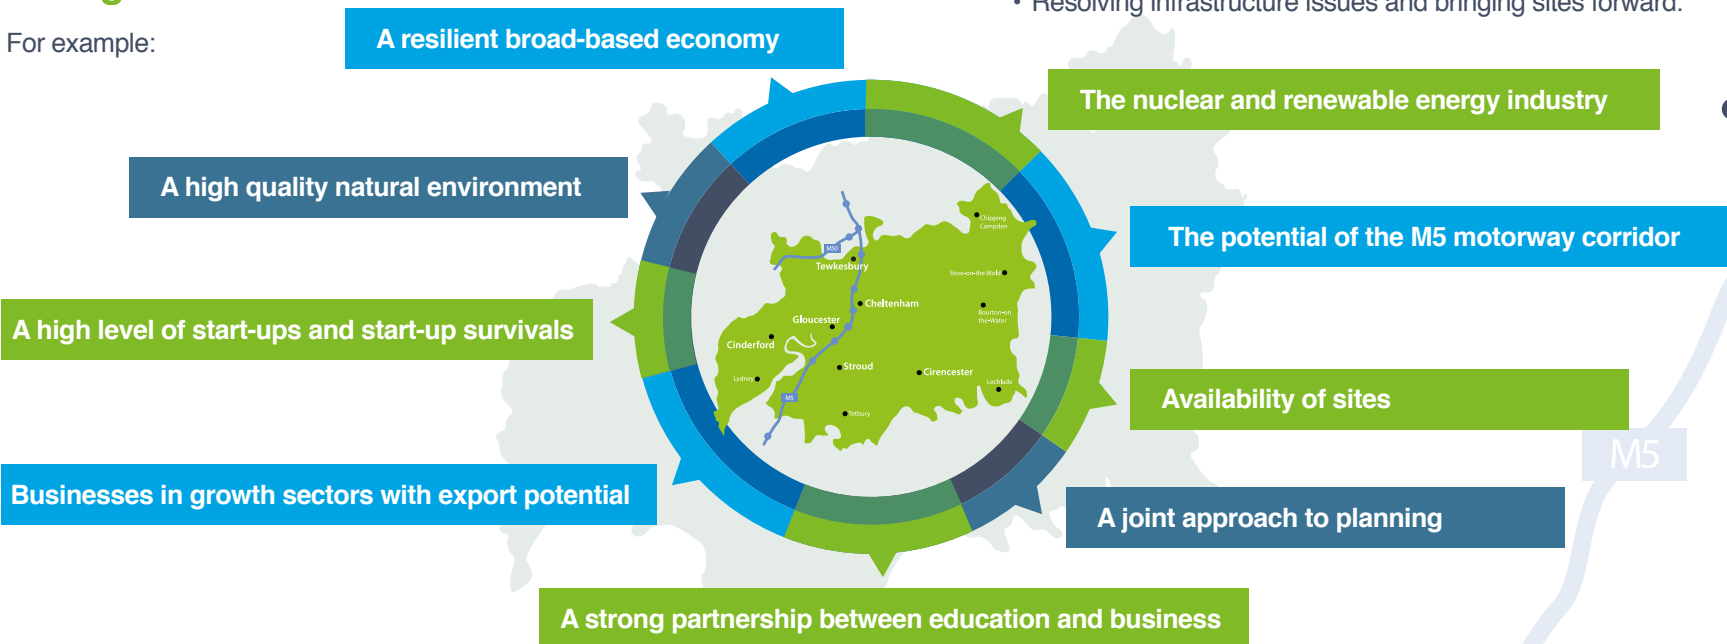 • Resolving infrastructure issues and bringing sites forward.
For example:
A resilient broad-based economy
The nuclear and renewable energy industry
A high quality natural environment
The potential of the M5 motorway corridor
A high level of start-ups and start-up survivals
Availability of sites
Businesses in growth sectors with export potential
A joint approach to planning
A strong partnership between education and business
Chipping
Campden
M50
Tewkesbury
Stow-on-the Wold
Cheltenham
Bourton-on
the-Water
Gloucester
Cinderford
Stroud
Cirencester
Lydney
Lechlade
M5
Tetbury
M5